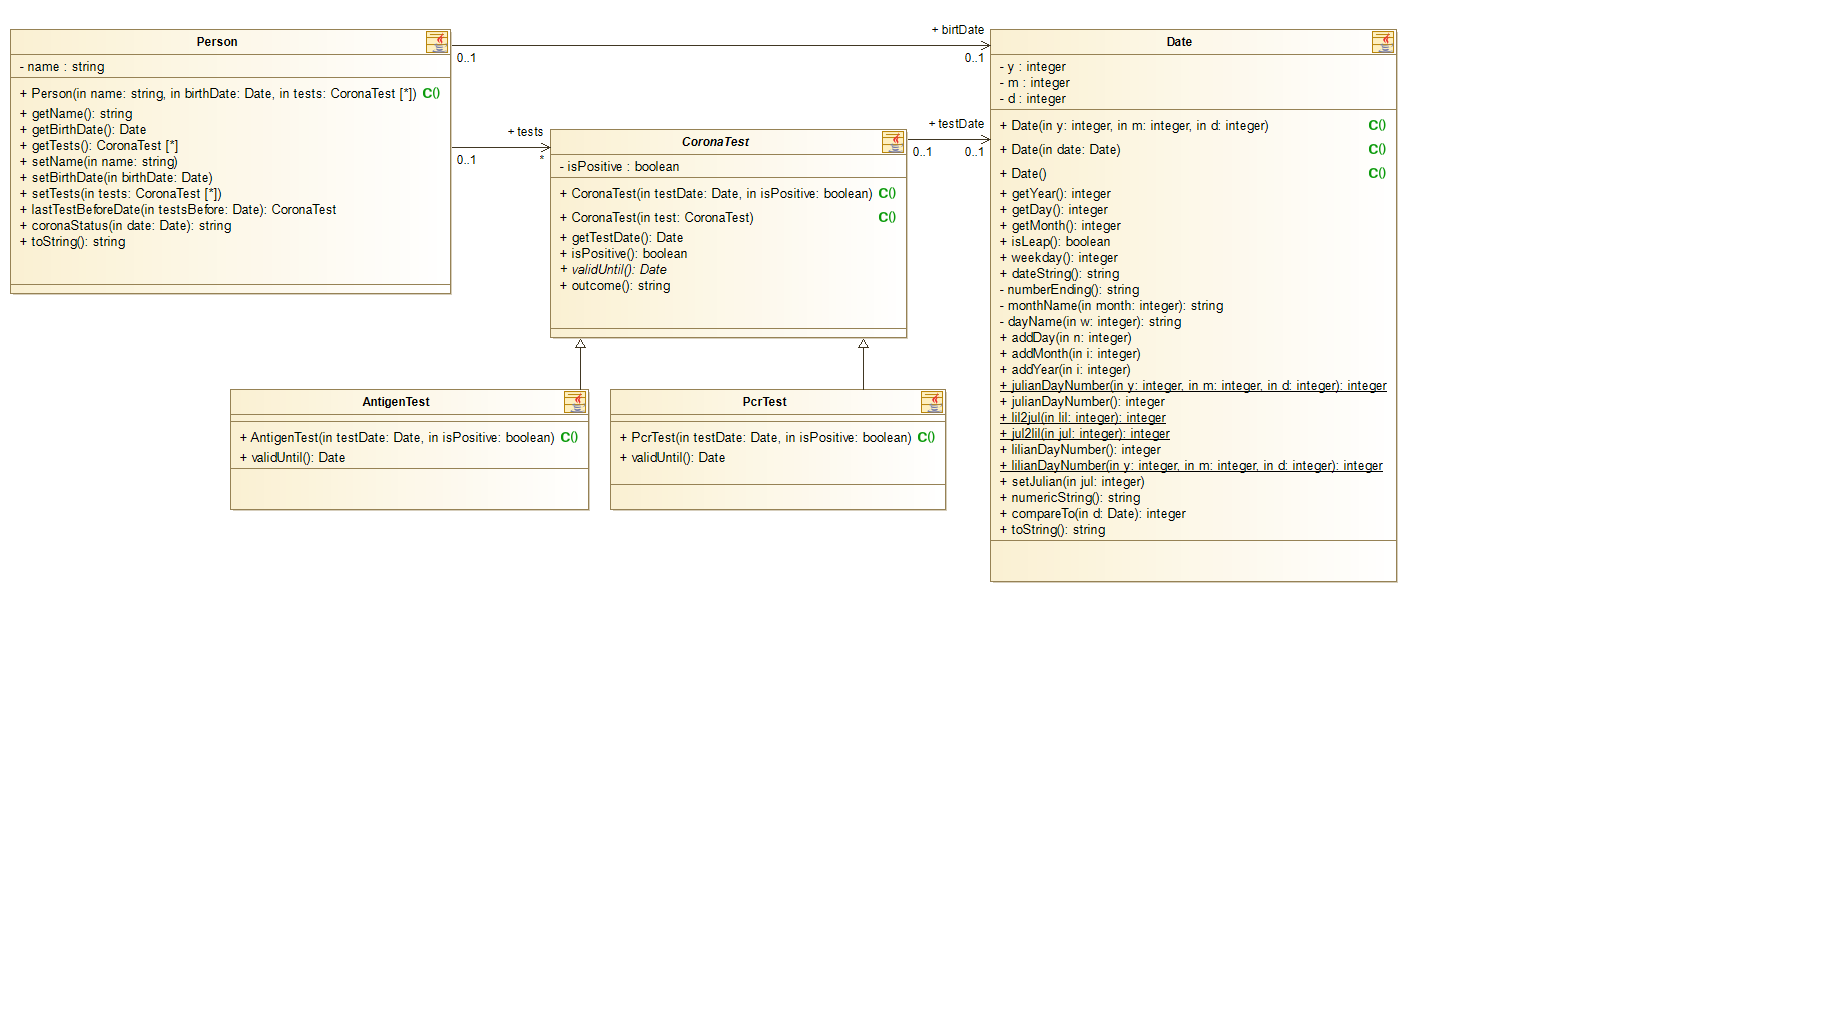 Person
- name : string
+ Person(in name: string, in birthDate: Date, in tests: CoronaTest [*]) C()
+ getName(): string
+ getBirthDate(): Date
+ getTests(): CoronaTest [*]
+ setName(in name: string)
+ setBirthDate(in birthDate: Date)
+ setTests(in tests: CoronaTest [*])
+ lastTestBeforeDate(in testsBefore: Date): CoronaTest
+ coronaStatus(in date: Date): string
+ toString(): string
+ birtDate
0..1
0..1
+ tests
0..1
*
CoronaTest
- isPositive : boolean
+ CoronaTest(in testDate: Date, in isPositive: boolean) C()
+ CoronaTest(in test: CoronaTest) C()
+ getTestDate(): Date
+ isPositive(): boolean
+ validUntil(): Date
+ outcome(): string
+ testDate
0..1
0..1
AntigenTest
+ AntigenTest(in testDate: Date, in isPositive: boolean) C()
+ validUntil(): Date
PcrTest
+ PcrTest(in testDate: Date, in isPositive: boolean) C()
+ validUntil(): Date
Date
- y : integer
- m : integer
- d : integer
+ Date(in y: integer, in m: integer, in d: integer) C()
+ Date(in date: Date) C()
+ Date() C()
+ getYear(): integer
+ getDay(): integer
+ getMonth(): integer
+ isLeap(): boolean
+ weekday(): integer
+ dateString(): string
- numberEnding(): string
- monthName(in month: integer): string
- dayName(in w: integer): string
+ addDay(in n: integer)
+ addMonth(in i: integer)
+ addYear(in i: integer)
+ julianDayNumber(in y: integer, in m: integer, in d: integer): integer
+ julianDayNumber(): integer
+ lil2jul(in lil: integer): integer
+ jul2lil(in jul: integer): integer
+ lilianDayNumber(): integer
+ lilianDayNumber(in y: integer, in m: integer, in d: integer): integer
+ setJulian(in jul: integer)
+ numericString(): string
+ compareTo(in d: Date): integer
+ toString(): string